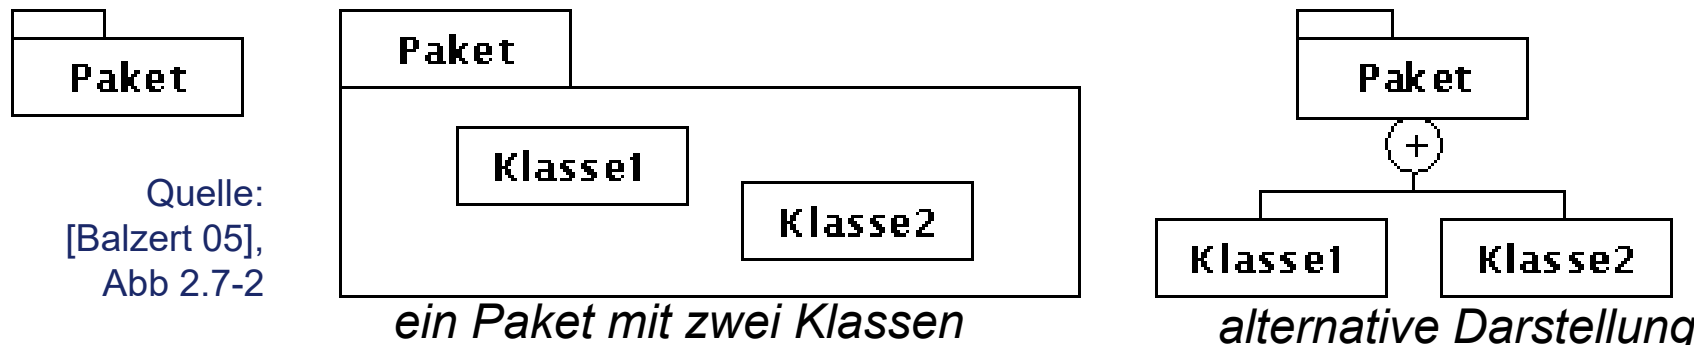 Paket
Quelle:
[Balzert 05],
Abb 2.7-2
Paket
Klasse1
Klasse2
ein Paket mit zwei Klassen
Paket
+
Klasse1
Klasse2
alternative Darstellung